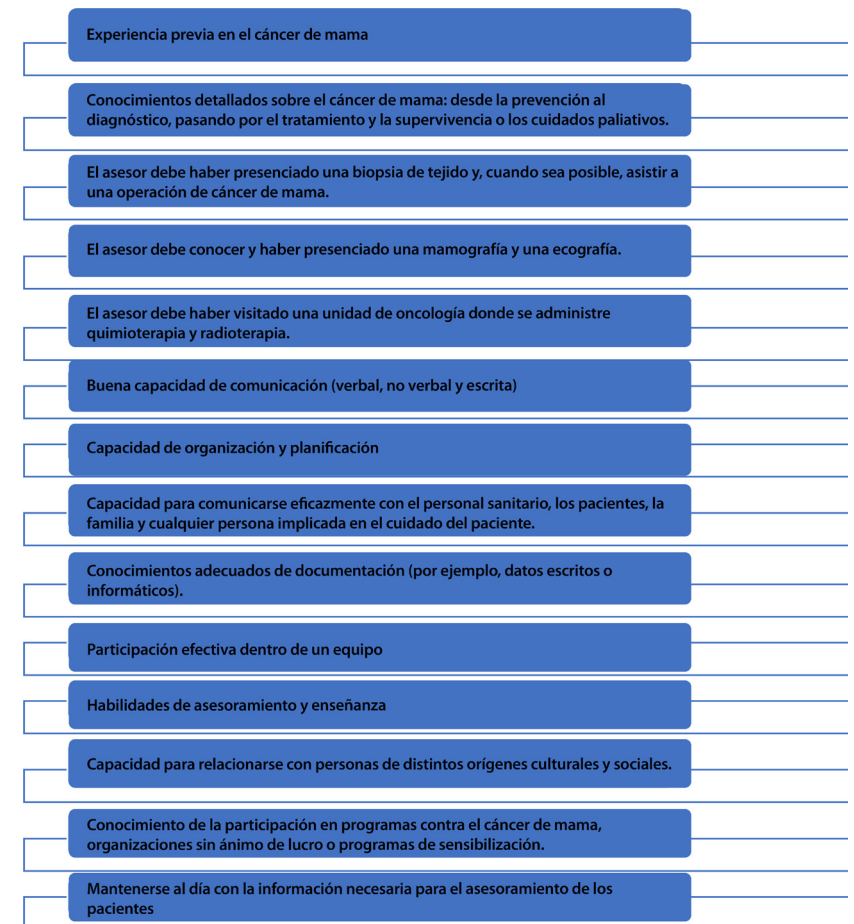 Experiencia previa en el cáncer de mama
Conocimientos detallados sobre el cáncer de mama: desde la prevención al
diagnóstico, pasando por el tratamiento y la supervivencia o los cuidados paliativos.
El asesor debe haber presenciado una biopsia de tejido y, cuando sea posible, asistir a
una operación de cáncer de mama.
El asesor debe conocer y haber presenciado una mamografía y una ecografía.
El asesor debe haber visitado una unidad de oncología donde se administre
quimioterapia y radioterapia.
Buena capacidad de comunicación (verbal, no verbal y escrita)
Capacidad de organización y planificación
Capacidad para comunicarse eficazmente con el personal sanitario, los pacientes, la
familia y cualquier persona implicada en el cuidado del paciente.
Conocimientos adecuados de documentación (por ejemplo, datos escritos o
informáticos).
Participación efectiva dentro de un equipo
Habilidades de asesoramiento y enseñanza
Capacidad para relacionarse con personas de distintos orígenes culturales y sociales.
Conocimiento de la participación en programas contra el cáncer de mama,
organizaciones sin ánimo de lucro o programas de sensibilización.
Mantenerse al día con la información necesaria para el asesoramiento de los
pacientes